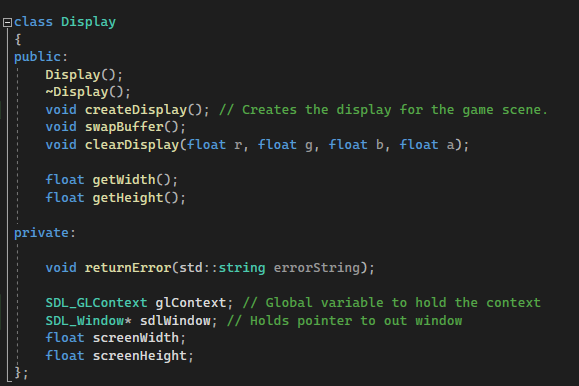 class Display
{
public:
    Display();
    ~Display();
    void createDisplay(); // Creates the display for the game scene.
    void swapBuffer();
    void clearDisplay(float r, float g, float b, float a);

    float getWidth();
    float getHeight();

private:

    void returnError(std::string errorString);

    SDL_GLContext glContext; // Global variable to hold the context
    SDL_Window* sdlWindow; // Holds pointer to out window
    float screenWidth;
    float screenHeight;
};